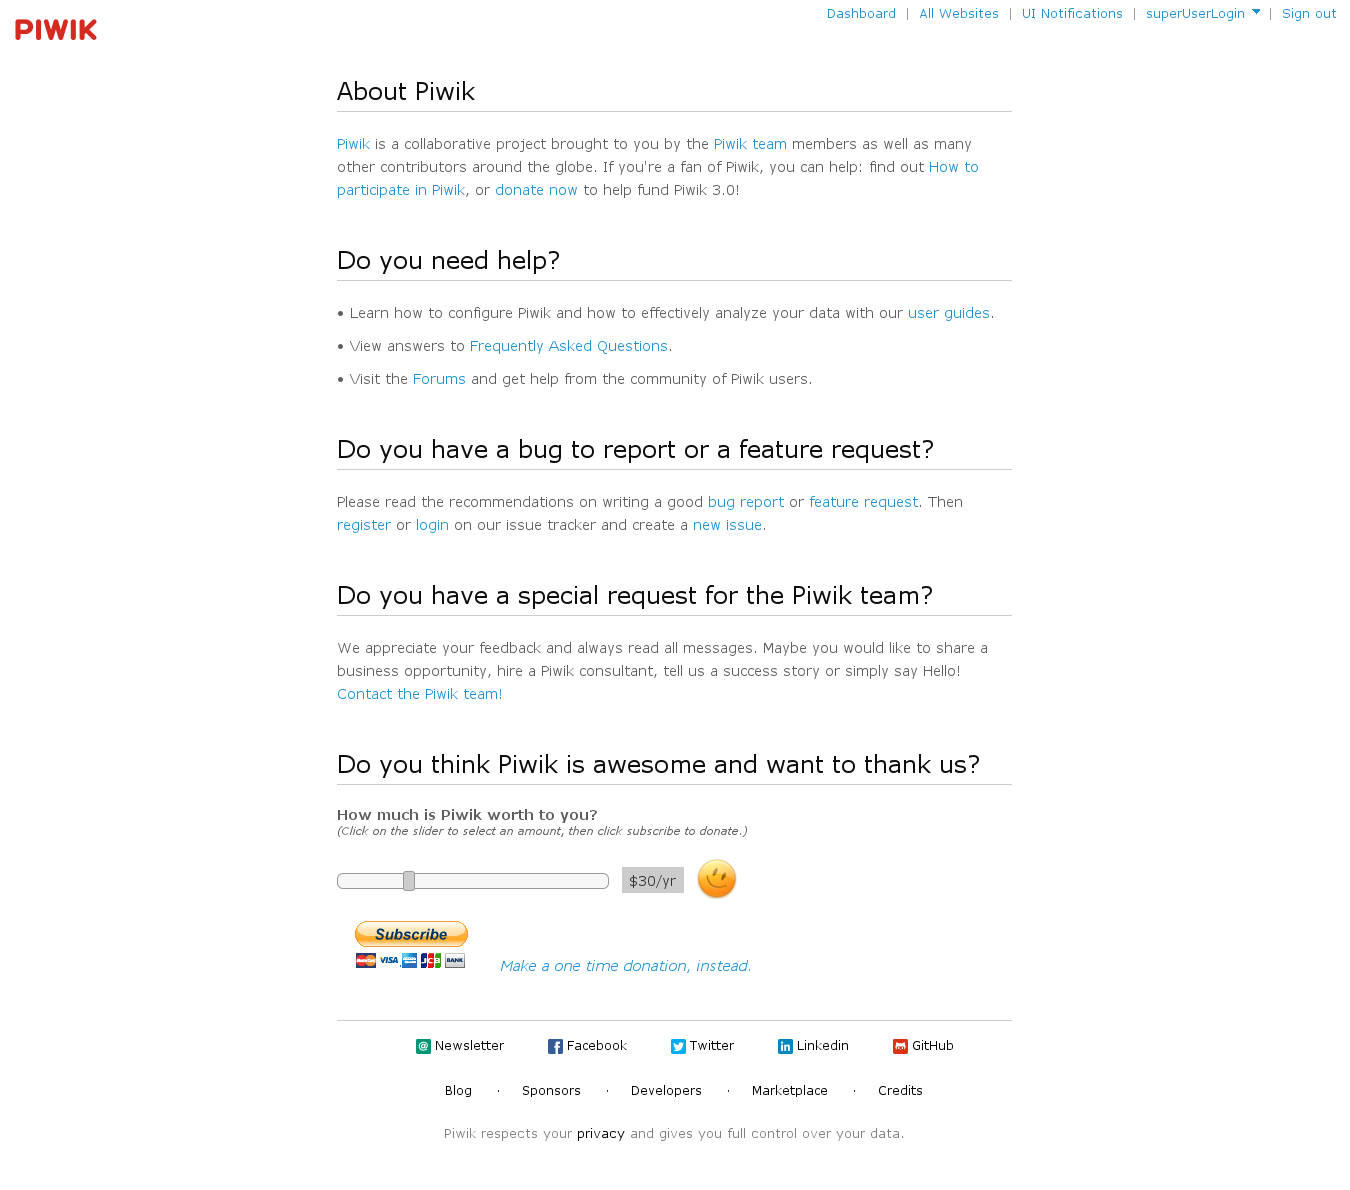 PIWIK
Dashboard | All Websites | UI Notifications | superUserLogin | Sign out
About Piwik
Piwik is a collaborative project brought to you by the Piwik team members as well as many
other contributors around the globe. If you're a fan of Piwik, you can help: find out How to
participate in Piwik, or donate now to help fund Piwik 3.0!
Do you need help?
• Learn how to configure Piwik and how to effectively analyze your data with our user guides.
• View answers to Frequently Asked Questions.
• Visit the Forums and get help from the community of Piwik users.
Do you have a bug to report or a feature request?
Please read the recommendations on writing a good bug report or feature request. Then
register or login on our issue tracker and create a new issue.
Do you have a special request for the Piwik team?
We appreciate your feedback and always read all messages. Maybe you would like to share a
business opportunity, hire a Piwik consultant, tell us a success story or simply say Hello!
Contact the Piwik team!
Do you think Piwik is awesome and want to thank us?
How much is Piwik worth to you?
(Click on the slider to select an amount, then click subscribe to donate.)
$30/yr
Subscribe
VISA JCB BANK
Make a one time donation, instead.
Newsletter Facebook Twitter Linkedin GitHub
Blog · Sponsors · Developers · Marketplace · Credits
Piwik respects your privacy and gives you full control over your data.